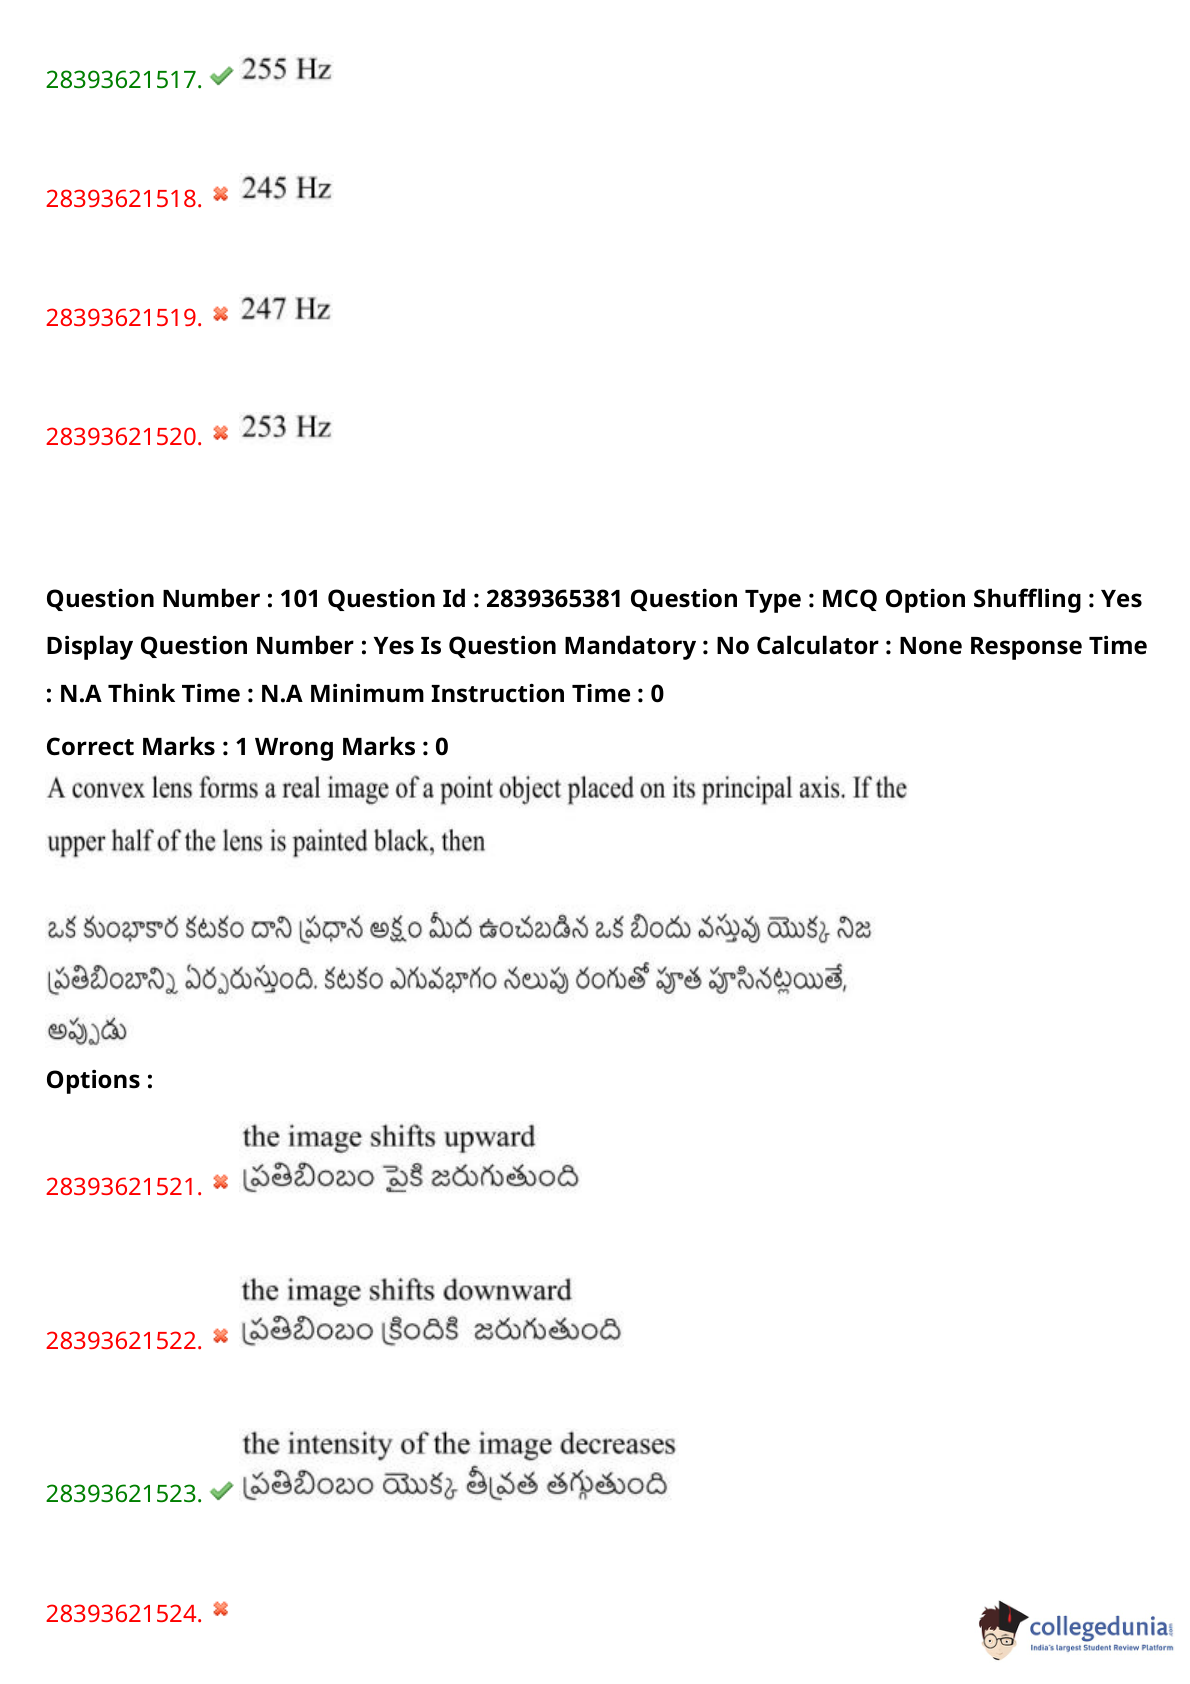 28393621517. 255 Hz
28393621518. 245 Hz
28393621519. 247 Hz
28393621520. 253 Hz
Question Number : 101 Question Id : 2839365381 Question Type : MCQ Option Shuffling : Yes
Display Question Number : Yes Is Question Mandatory : No Calculator : None Response Time
: N.A Think Time : N.A Minimum Instruction Time : 0
Correct Marks : 1 Wrong Marks : 0
A convex lens forms a real image of a point object placed on its principal axis. If the
upper half of the lens is painted black, then
ఒక కుంభాకార కటకం దాని ప్రధాన అక్షం మీద ఉంచబడిన ఒక బిందు వస్తువు యొక్క నిజ
ప్రతిబింబాన్ని ఏర్పరుస్తుంది. కటకం ఎగువభాగం నలుపు రంగుతో పూత పూసినట్లయితే,
అప్పుడు
Options :
the image shifts upward
28393621521. ప్రతిబింబం పైకి జరుగుతుంది
the image shifts downward
28393621522. ప్రతిబింబం క్రిందికి జరుగుతుంది
the intensity of the image decreases
28393621523. ప్రతిబింబం యొక్క తీవ్రత తగ్గుతుంది
28393621524.
collegedunia.com
India's largest Student Review Platform